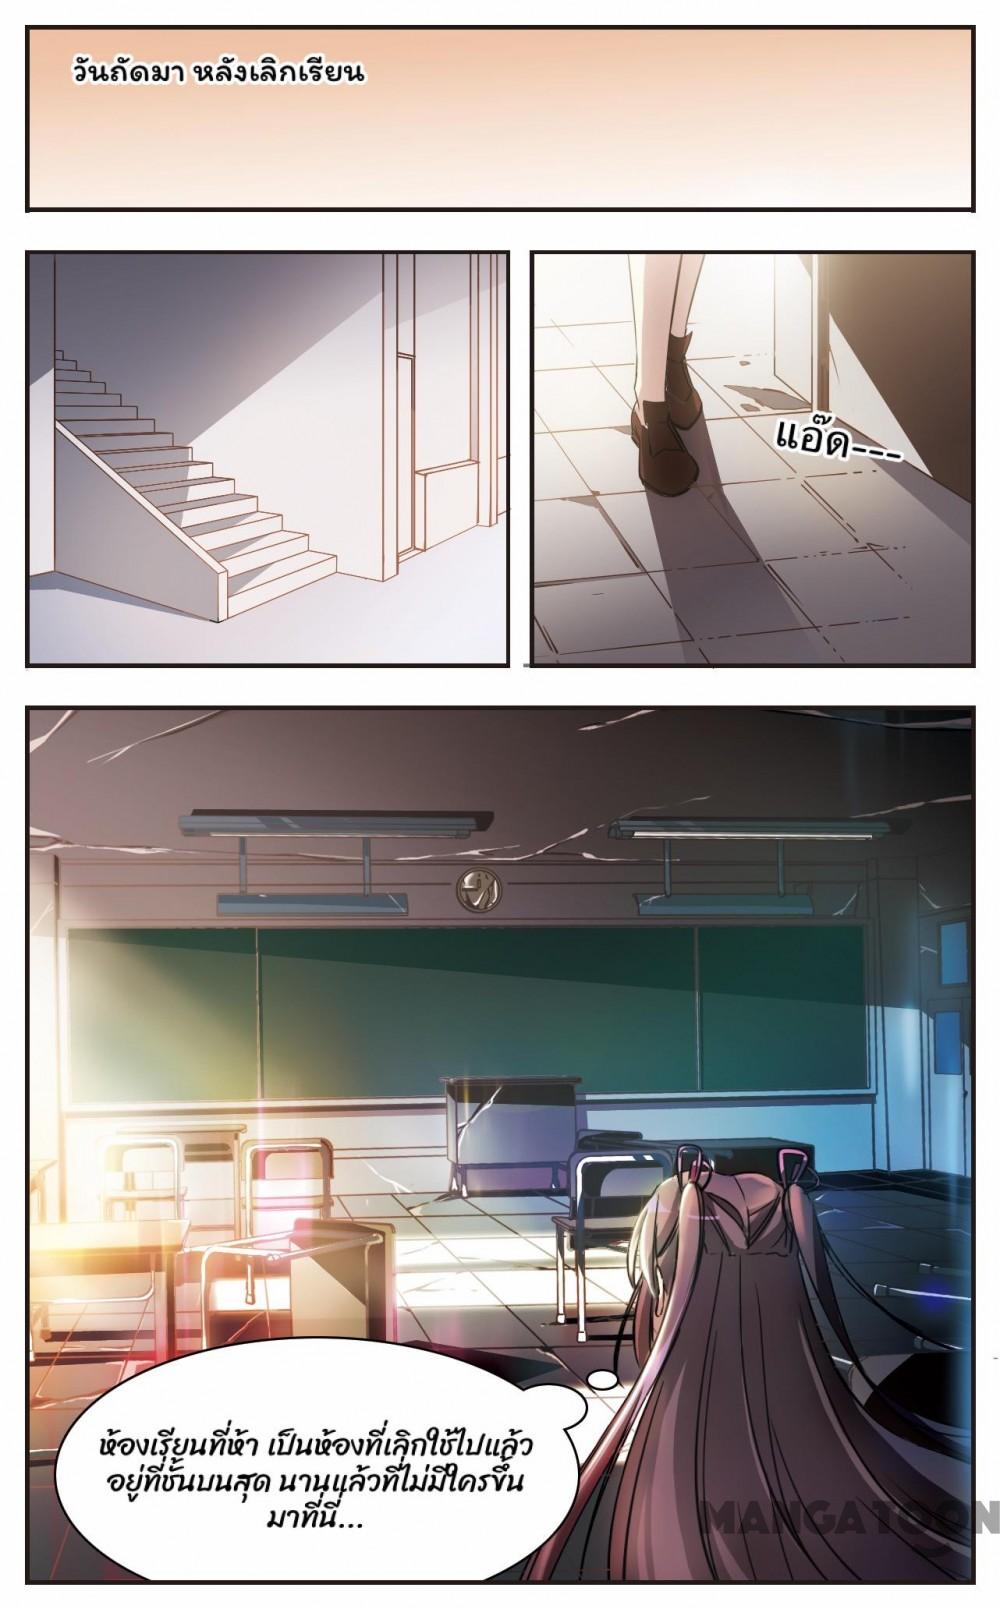 วันถัดมา หลังเลิกเรียน
แอ๊ด---
ห้องเรียนที่ห้า เป็นห้องที่เลิกใช้ไปแล้ว
อยู่ที่ชั้นบนสุด นานแล้วที่ไม่มีใครขึ้น
มาที่นี่...
MANGATOON